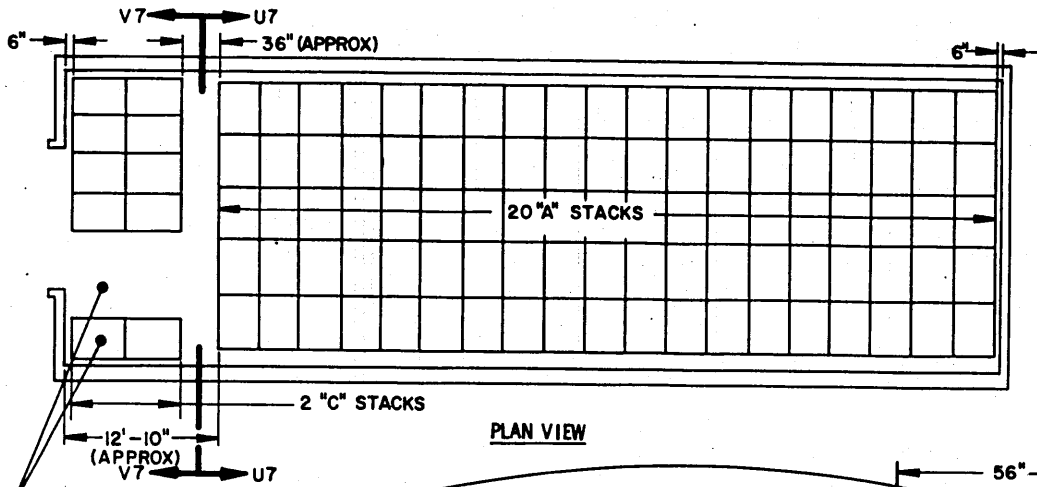 V7 U7
6" 36" (APPROX) 6"
20 "A" STACKS
2 "C" STACKS
12'-10"
(APPROX)
PLAN VIEW
V7 U7
56"